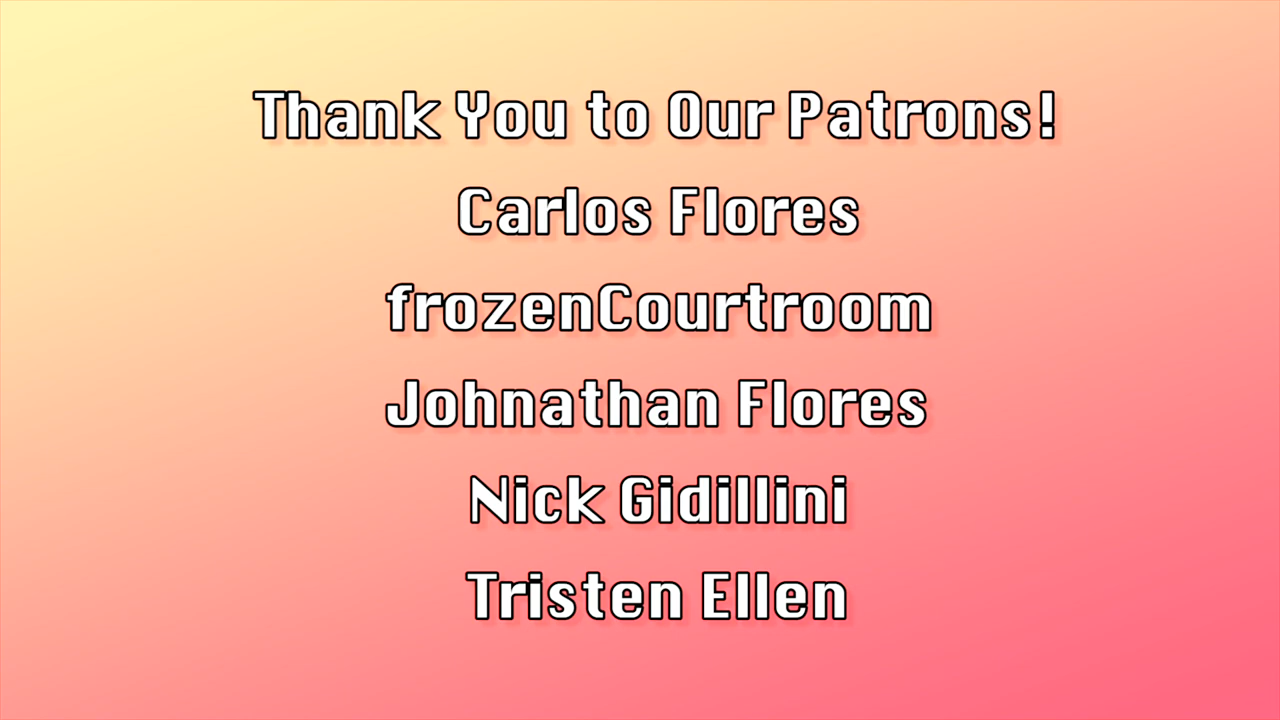 Thank You to Our Patrons!
Carlos Flores
frozenCourtroom
Johnathan Flores
Nick Gidillini
Tristen Ellen